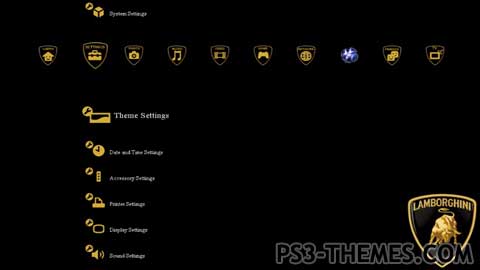 System Settings
SETTINGS
Theme Settings
Date and Time Settings
Accessory Settings
Printer Settings
Display Settings
Sound Settings
LAMBORGHINI
PS3-THEMES.COM